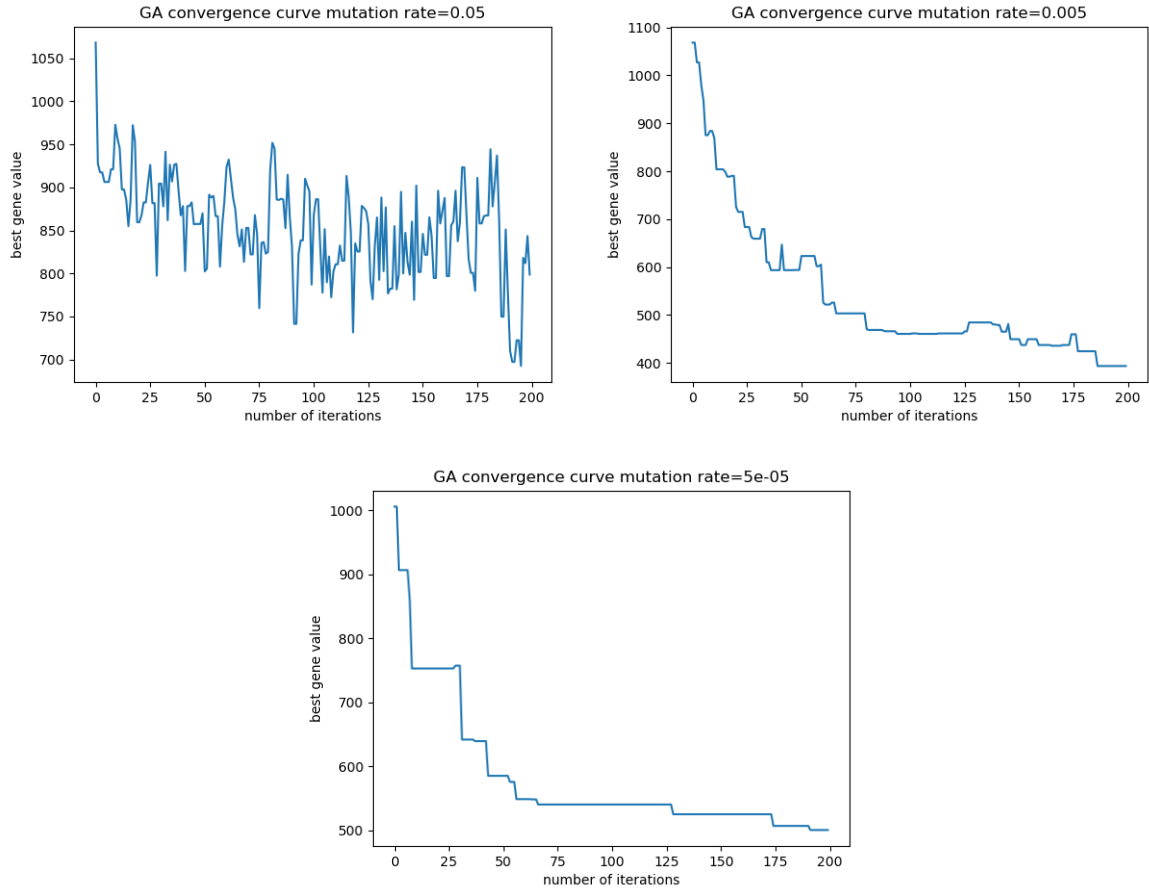 GA convergence curve mutation rate=0.05
best gene value
1050
1000
950
900
850
800
750
700
0 25 50 75 100 125 150 175 200
number of iterations
GA convergence curve mutation rate=0.005
best gene value
1100
1000
900
800
700
600
500
400
0 25 50 75 100 125 150 175 200
number of iterations
GA convergence curve mutation rate=5e-05
best gene value
1000
900
800
700
600
500
0 25 50 75 100 125 150 175 200
number of iterations